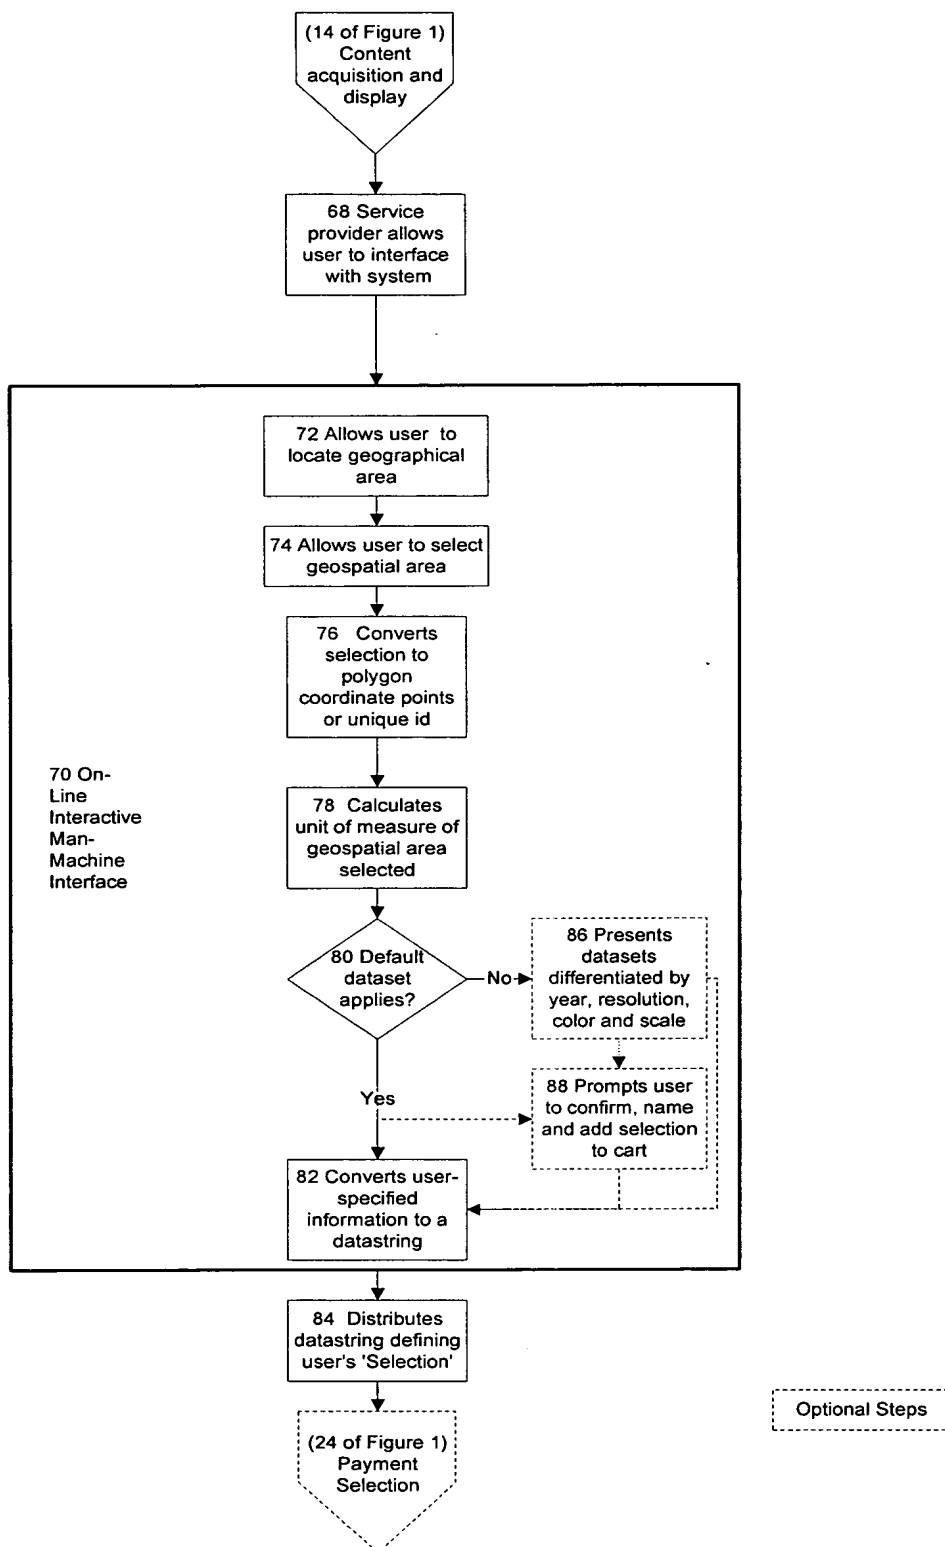 (14 of Figure 1)
Content
acquisition and
display
68 Service
provider allows
user to interface
with system
72 Allows user to
locate geographical
area
74 Allows user to select
geospatial area
76 Converts
selection to
polygon
coordinate points
or unique id
70 On-
Line
Interactive
Man-
Machine
Interface
78 Calculates
unit of measure of
geospatial area
selected
80 Default
dataset
applies?
No
86 Presents
datasets
differentiated by
year, resolution,
color and scale
Yes
88 Prompts user
to confirm, name
and add selection
to cart
82 Converts user-
specified
information to a
datastring
84 Distributes
datastring defining
user's 'Selection'
Optional Steps
(24 of Figure 1)
Payment
Selection